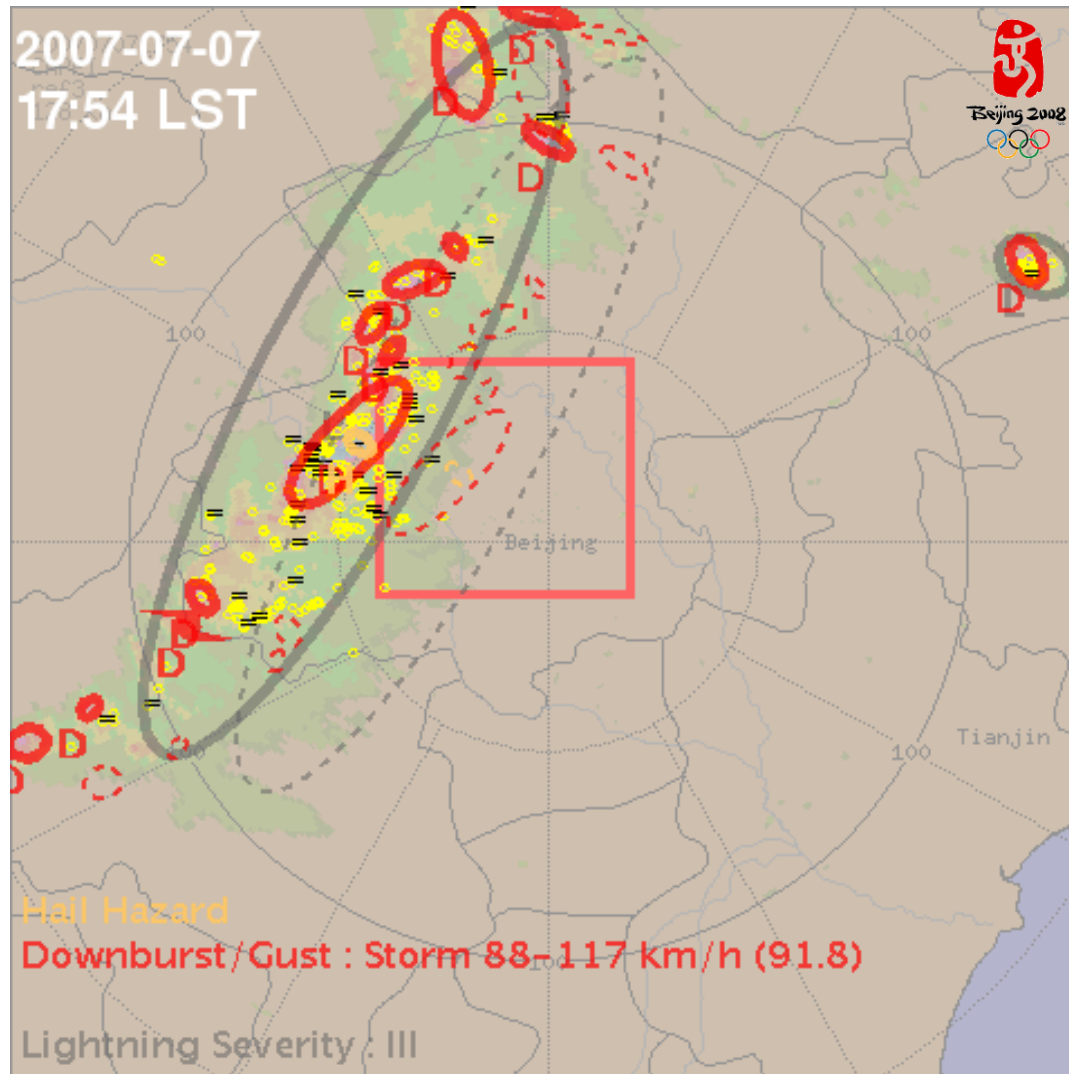 2007-07-07
17:54 LST
Beijing 2008
D
D
D
D
D
100
100
D
D
D
D
Beijing
D
D
D
100
Tianjin
Hail Hazard
Downburst/Gust : Storm 88-117 km/h (91.8)
100
Lightning Severity : III